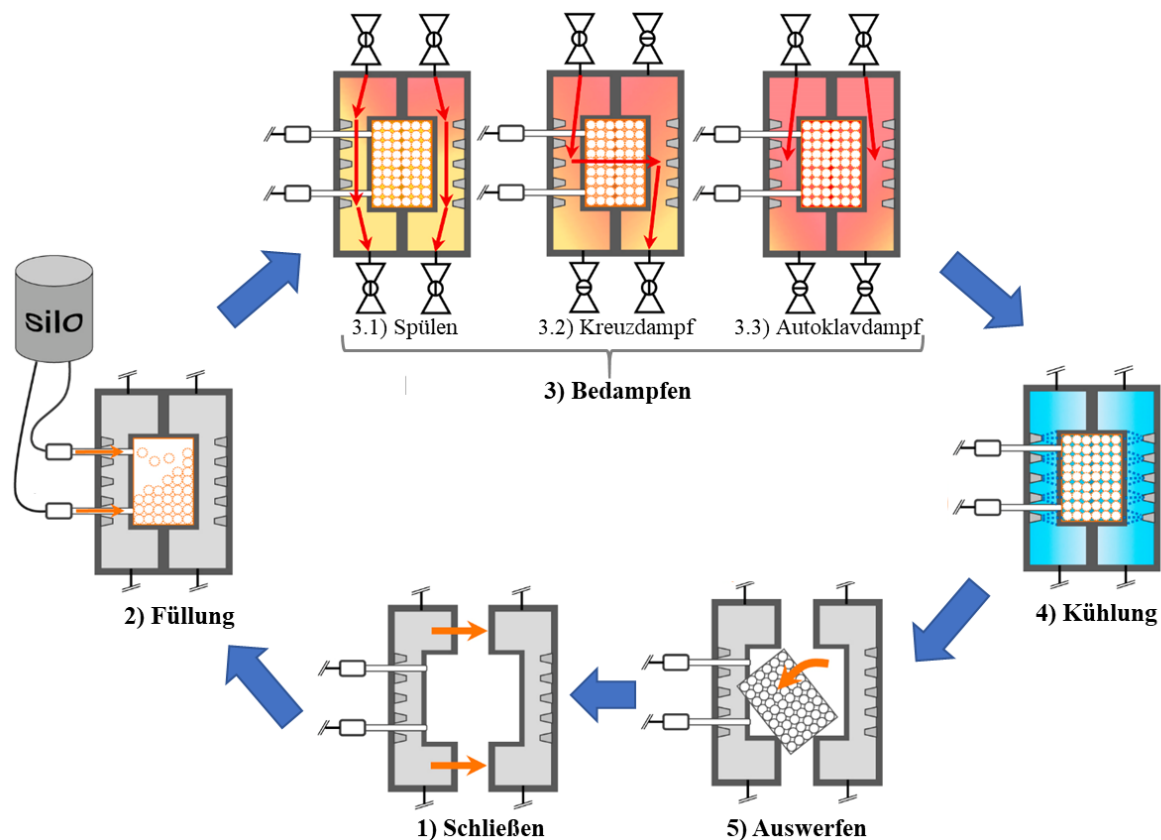 3.1) Spülen
3.2) Kreuzdampf
3.3) Autoklavdampf
3) Bedampfen
silo
2) Füllung
4) Kühlung
1) Schließen
5) Auswerfen